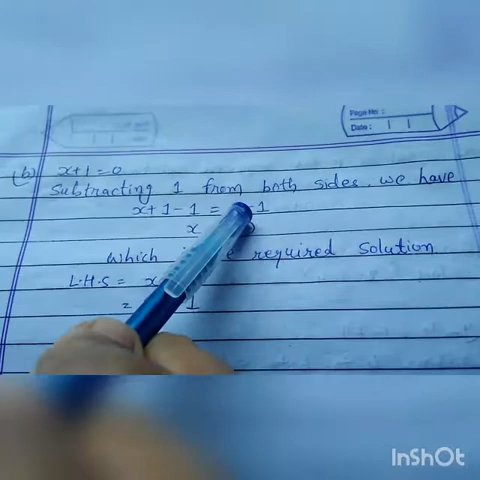 Page No :
Date :
(b) x+1=0
Subtracting 1 from both sides, we have
x+1-1 = -1
x
which required solution
L.H.S = x
= 1
InShOt